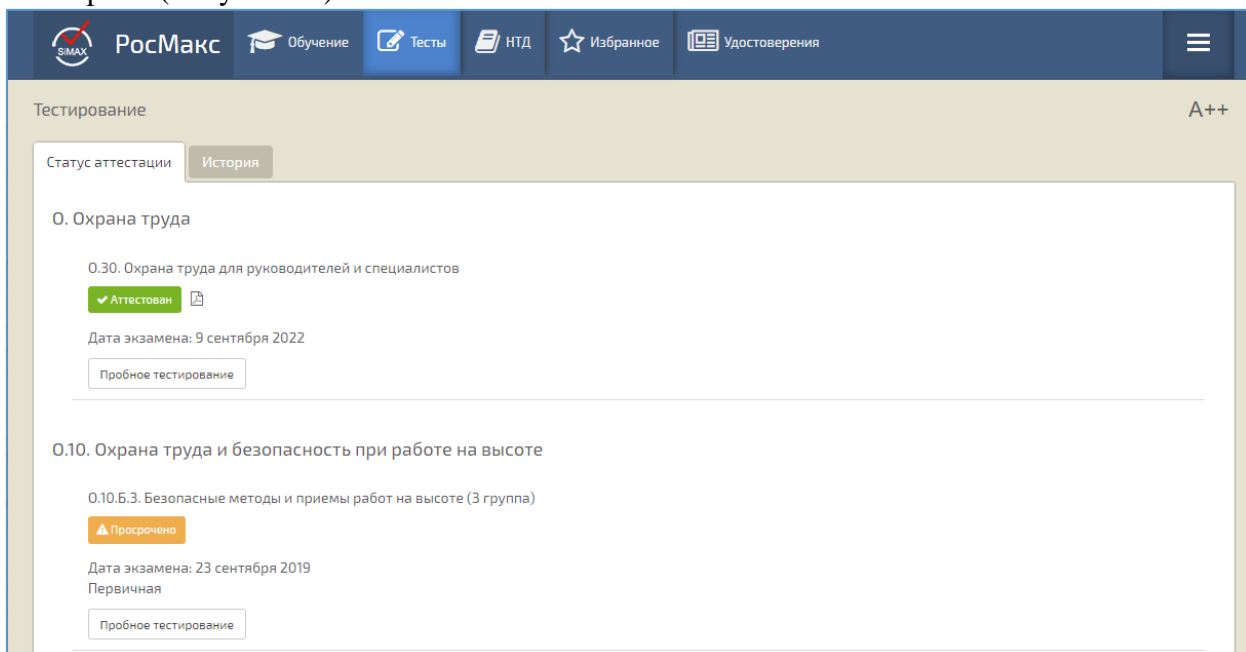 SIMAX РосМакс Обучение Тесты НТД Избранное Удостоверения
Тестирование A++
Статус аттестации История
О. Охрана труда
О.30. Охрана труда для руководителей и специалистов
Аттестован
Дата экзамена: 9 сентября 2022
Пробное тестирование
О.10. Охрана труда и безопасность при работе на высоте
О.10.Б.3. Безопасные методы и приемы работ на высоте (3 группа)
Просрочено
Дата экзамена: 23 сентября 2019
Первичная
Пробное тестирование